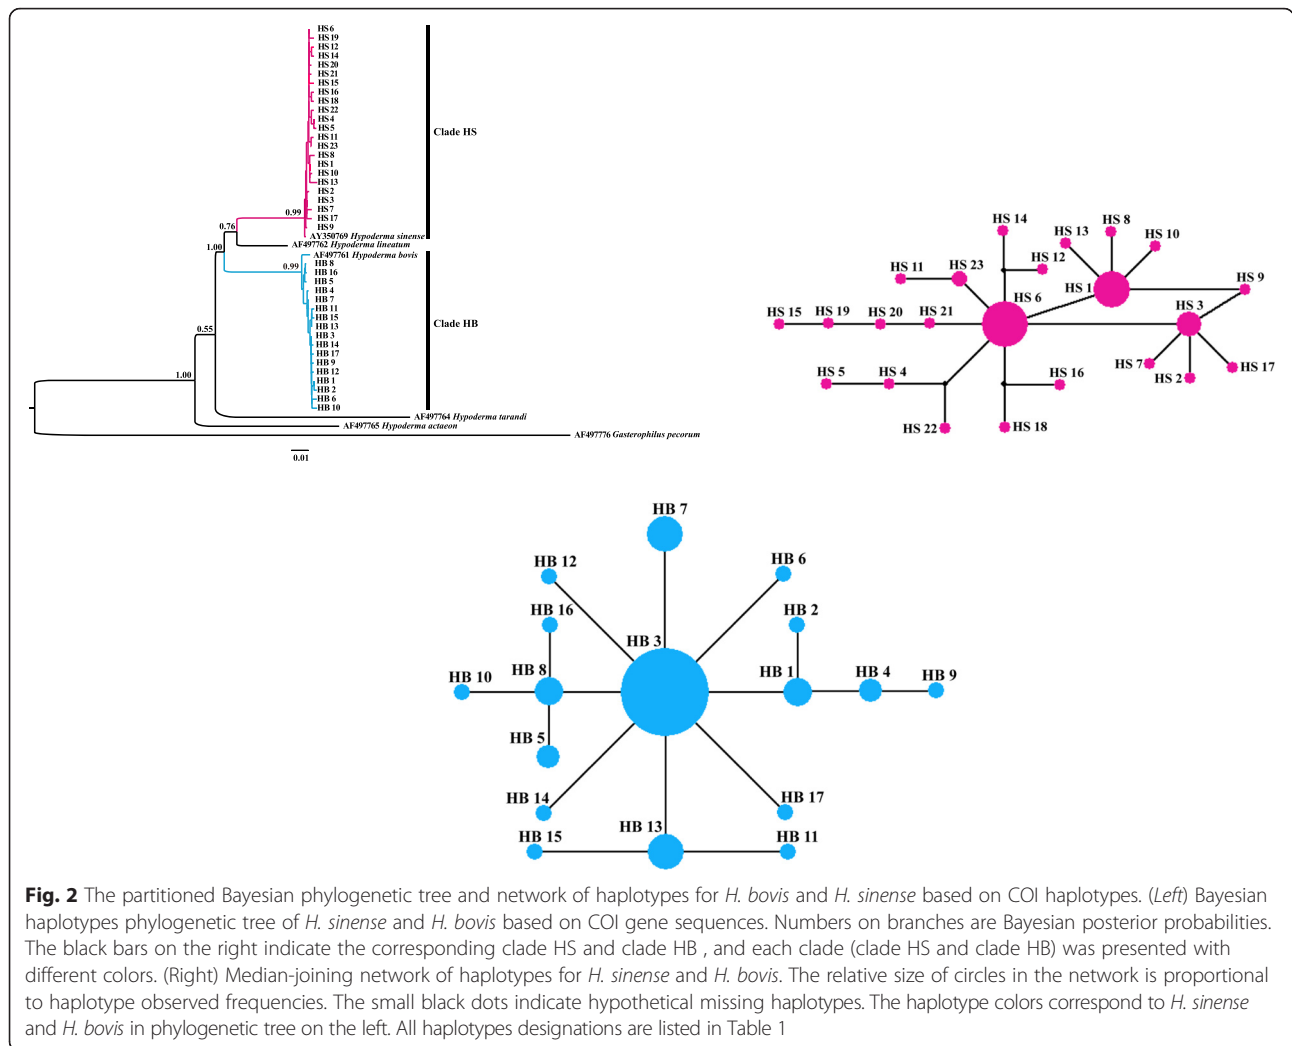 HS 6
HS 19
HS 12
HS 14
HS 20
HS 21
HS 15
HS 16
HS 18
HS 22
HS 4
HS 5
HS 11
HS 23
HS 8
HS 1
HS 10
HS 13
HS 2
HS 3
HS 7
HS 17
HS 9
AY350769 Hypoderma sinense
AF497762 Hypoderma lineatum
AF497761 Hypoderma bovis
HB 8
HB 16
HB 5
HB 4
HB 7
HB 11
HB 15
HB 13
HB 3
HB 14
HB 17
HB 9
HB 12
HB 1
HB 2
HB 6
HB 10
AF497764 Hypoderma tarandi
AF497765 Hypoderma actaeon
AF497776 Gasterophilus pecorum
Clade HS
Clade HB
0.99
0.76
1.00
0.99
0.55
1.00
0.01
HS 14
HS 13
HS 8
HS 10
HS 11
HS 23
HS 12
HS 1
HS 9
HS 6
HS 3
HS 15
HS 19
HS 20
HS 21
HS 5
HS 4
HS 16
HS 7
HS 2
HS 17
HS 22
HS 18
HB 7
HB 12
HB 6
HB 16
HB 2
HB 3
HB 10
HB 8
HB 1
HB 4
HB 9
HB 5
HB 14
HB 17
HB 15
HB 13
HB 11
Fig. 2 The partitioned Bayesian phylogenetic tree and network of haplotypes for H. bovis and H. sinense based on COI haplotypes. (Left) Bayesian
haplotypes phylogenetic tree of H. sinense and H. bovis based on COI gene sequences. Numbers on branches are Bayesian posterior probabilities.
The black bars on the right indicate the corresponding clade HS and clade HB , and each clade (clade HS and clade HB) was presented with
different colors. (Right) Median-joining network of haplotypes for H. sinense and H. bovis. The relative size of circles in the network is proportional
to haplotype observed frequencies. The small black dots indicate hypothetical missing haplotypes. The haplotype colors correspond to H. sinense
and H. bovis in phylogenetic tree on the left. All haplotypes designations are listed in Table 1